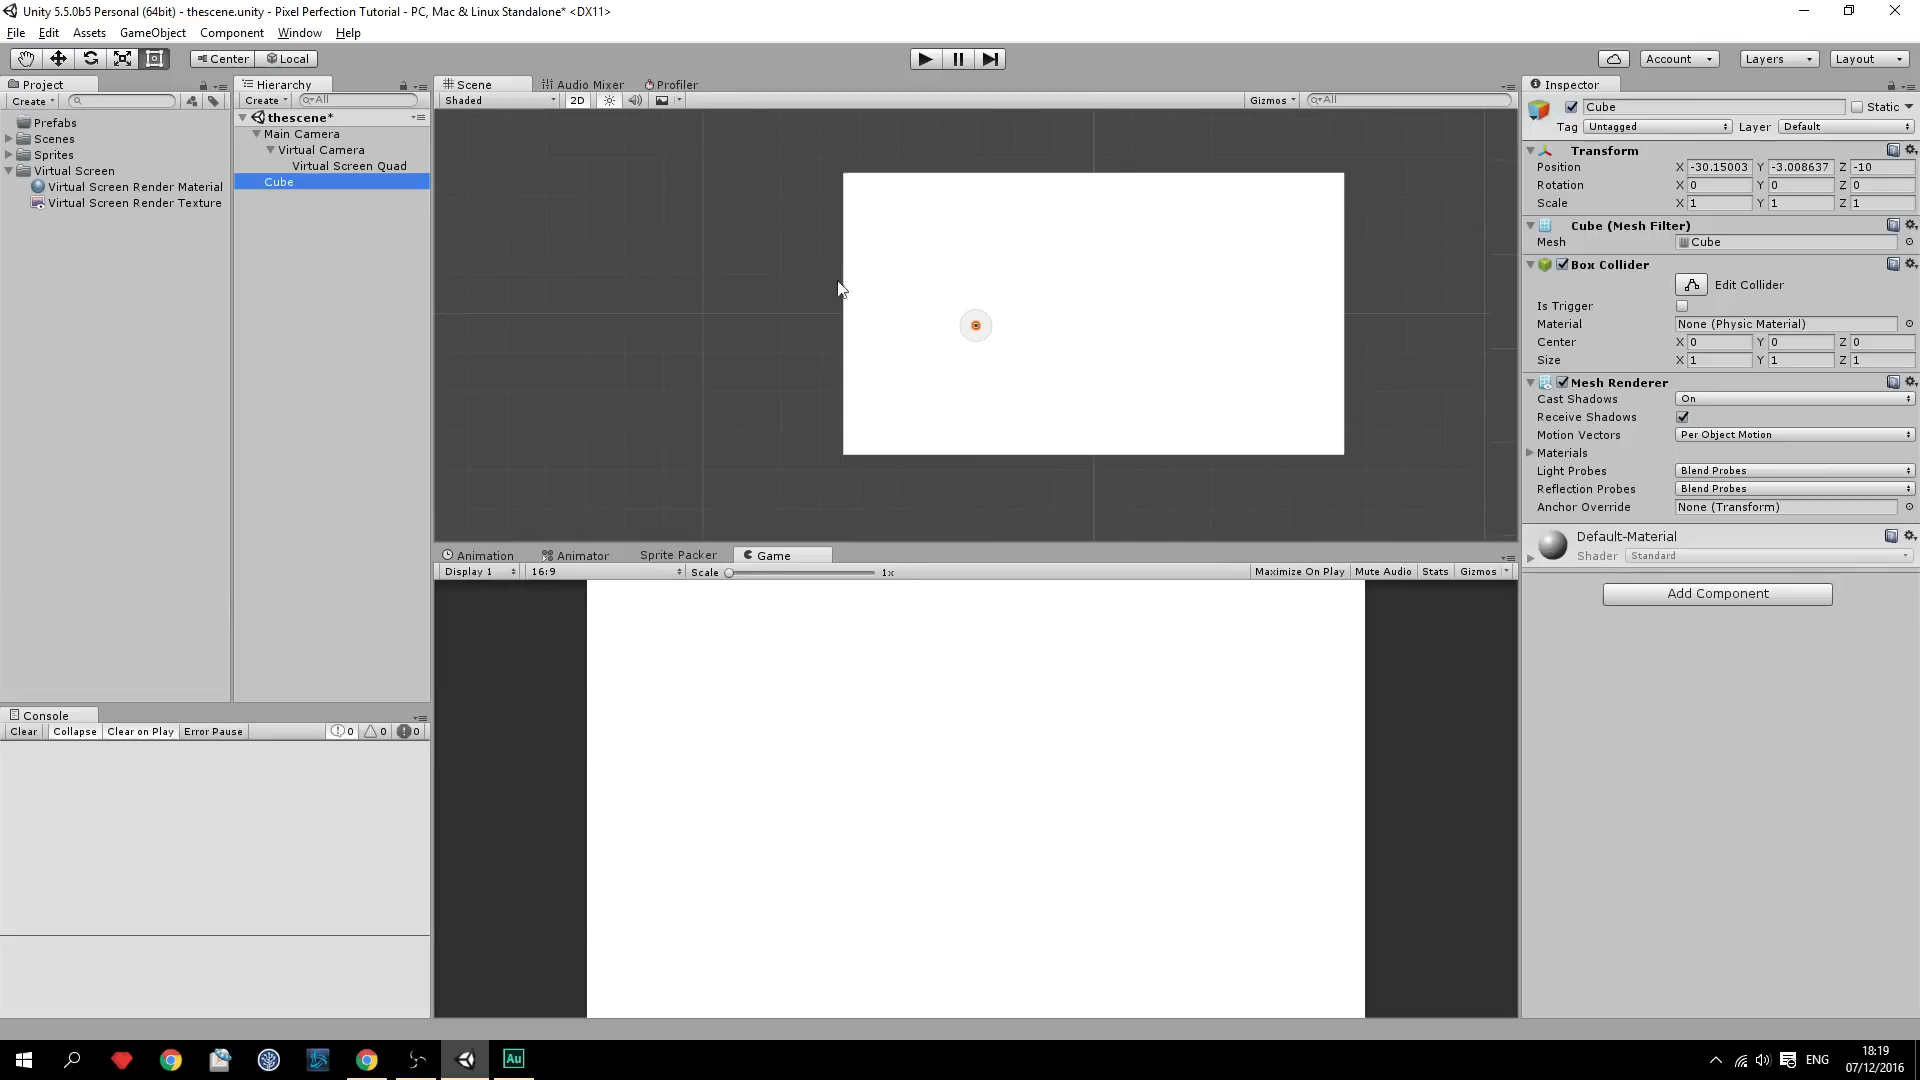 Unity 5.5.0b5 Personal (64bit) - thescene.unity - Pixel Perfection Tutorial - PC, Mac & Linux Standalone* <DX11>
File Edit Assets GameObject Component Window Help
Center Local Account Layers Layout
Project
Create
Prefabs
Scenes
Sprites
Virtual Screen
Virtual Screen Render Material
Virtual Screen Render Texture
Hierarchy
Create All
thescene*
Main Camera
Virtual Camera
Virtual Screen Quad
Cube
Scene Audio Mixer Profiler
Shaded 2D Gizmos All
Animation Animator Sprite Packer Game
Display 1 16:9 Scale 1x Maximize On Play Mute Audio Stats Gizmos
Console
Clear Collapse Clear on Play Error Pause 0 0 0
Inspector
Cube Static
Tag Untagged Layer Default
Transform
Position X -30.15003 Y -3.008637 Z -10
Rotation X 0 Y 0 Z 0
Scale X 1 Y 1 Z 1
Cube (Mesh Filter)
Mesh Cube
Box Collider
Edit Collider
Is Trigger
Material None (Physic Material)
Center X 0 Y 0 Z 0
Size X 1 Y 1 Z 1
Mesh Renderer
Cast Shadows On
Receive Shadows
Motion Vectors Per Object Motion
Materials
Light Probes Blend Probes
Reflection Probes Blend Probes
Anchor Override None (Transform)
Default-Material
Shader Standard
Add Component
Au
ENG
18:19
07/12/2016